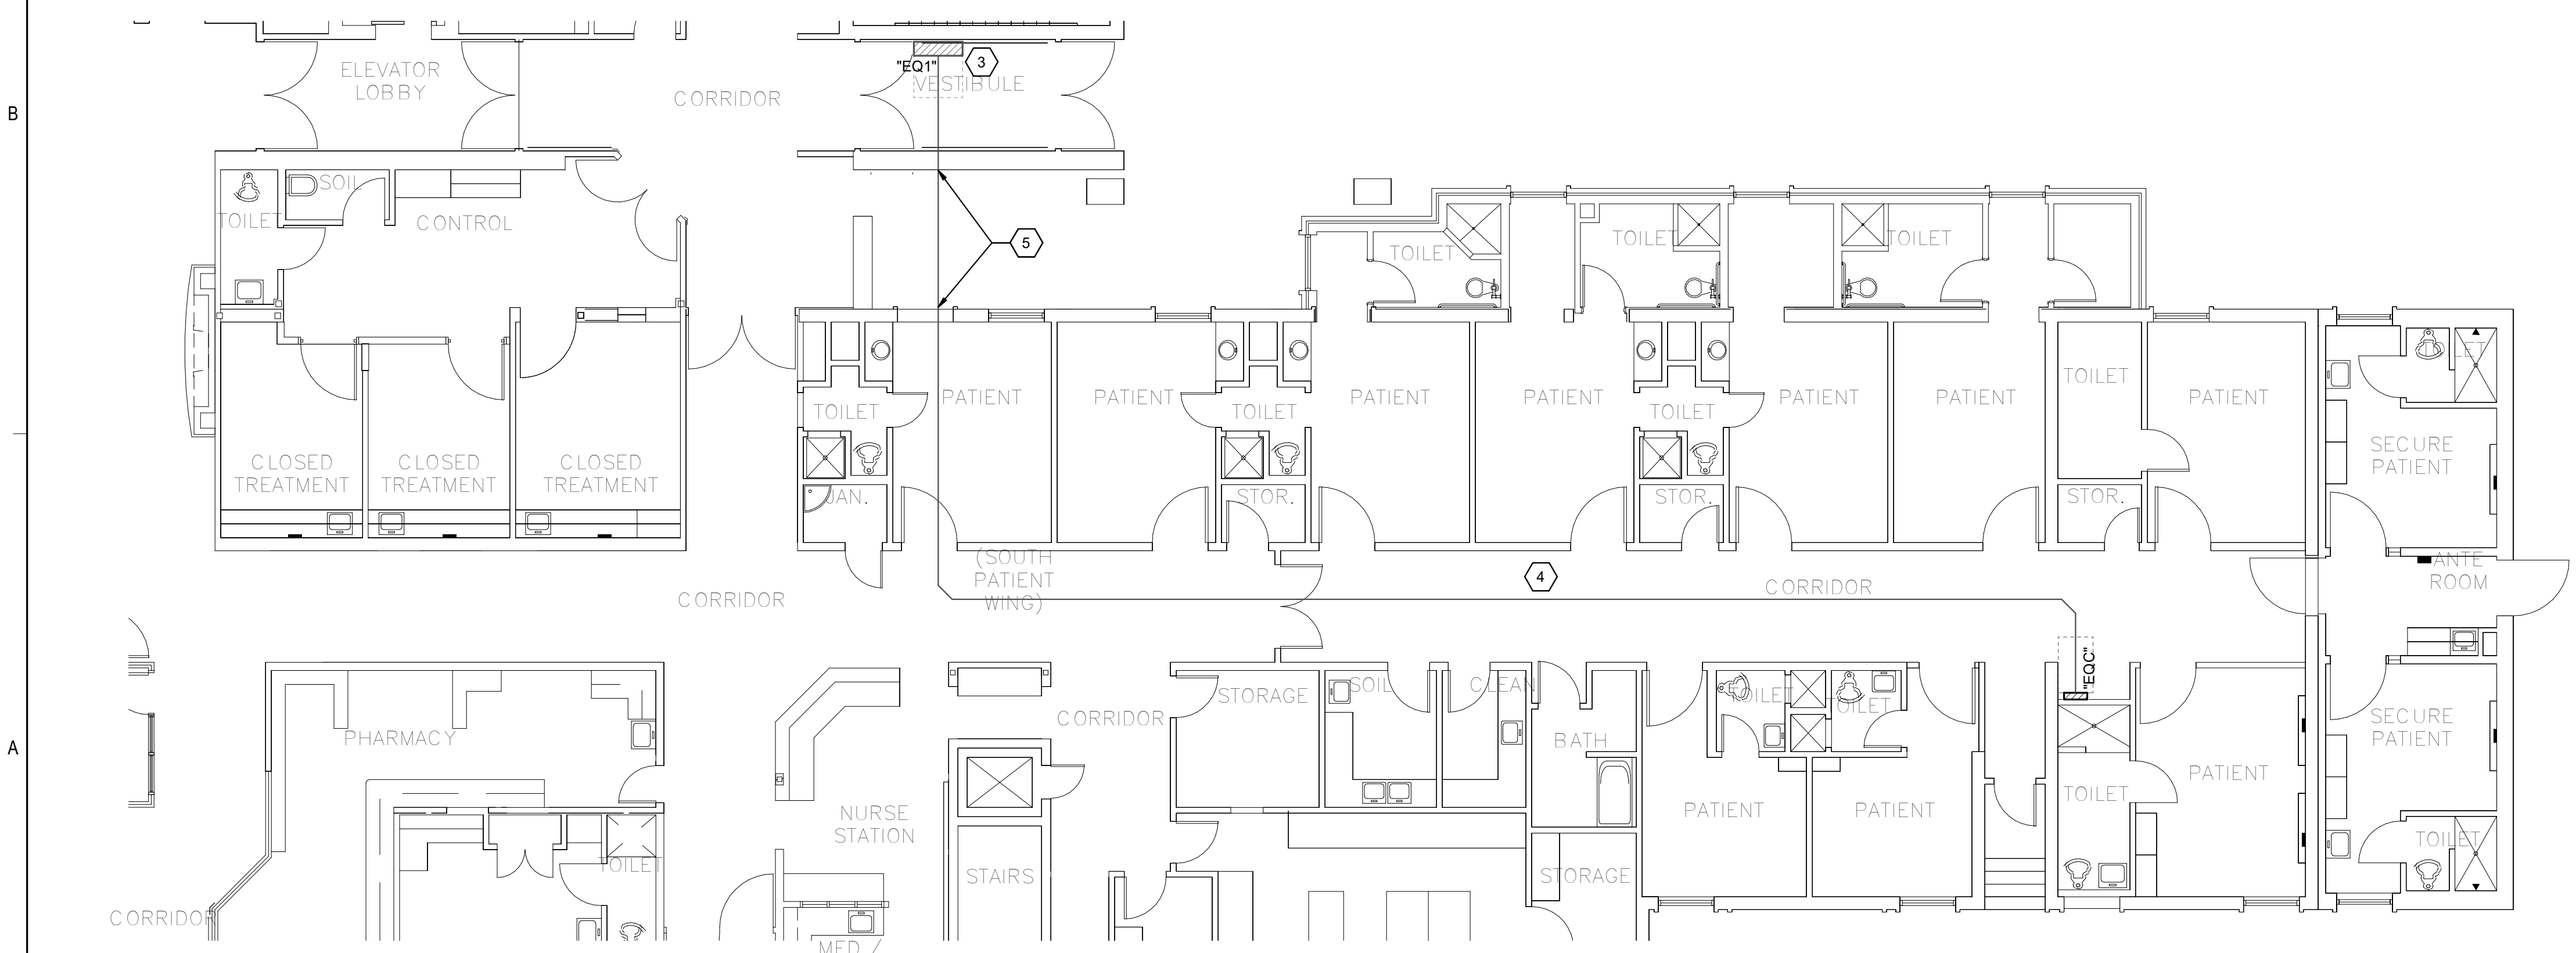 ELEVATOR
LOBBY
B
CORRIDOR
"EQ1"
3
VESTIBULE
SOIL
TOILET
CONTROL
5
TOILET
TOILET
TOILET
TOILET
PATIENT
PATIENT
TOILET
TOILET
PATIENT
PATIENT
TOILET
PATIENT
PATIENT
TOILET
PATIENT
CLOSED
TREATMENT
CLOSED
TREATMENT
CLOSED
TREATMENT
SECURE
PATIENT
JAN.
STOR.
STOR.
STOR.
(SOUTH
PATIENT
WING)
4
CORRIDOR
ANTE
ROOM
CORRIDOR
"EQC"
STORAGE
SOIL
CLEAN
TOILET
TOILET
CORRIDOR
SECURE
PATIENT
A
PHARMACY
BATH
PATIENT
TOILET
PATIENT
PATIENT
NURSE
STATION
TOILET
TOILET
STAIRS
STORAGE
CORRIDOR
MED /